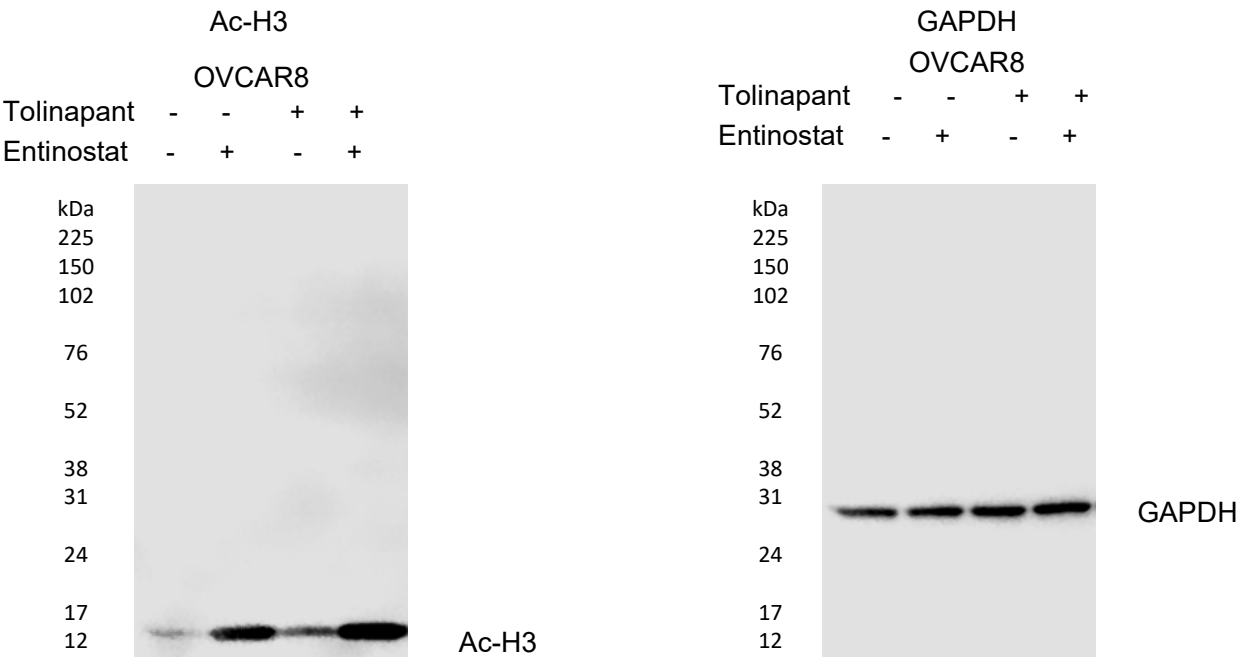 Ac-H3
OVCAR8
Tolinapant - - + +
Entinostat - + - +
kDa
225
150
102
76
52
38
31
24
17
12
Ac-H3
GAPDH
OVCAR8
Tolinapant - - + +
Entinostat - + - +
kDa
225
150
102
76
52
38
31
24
17
12
GAPDH